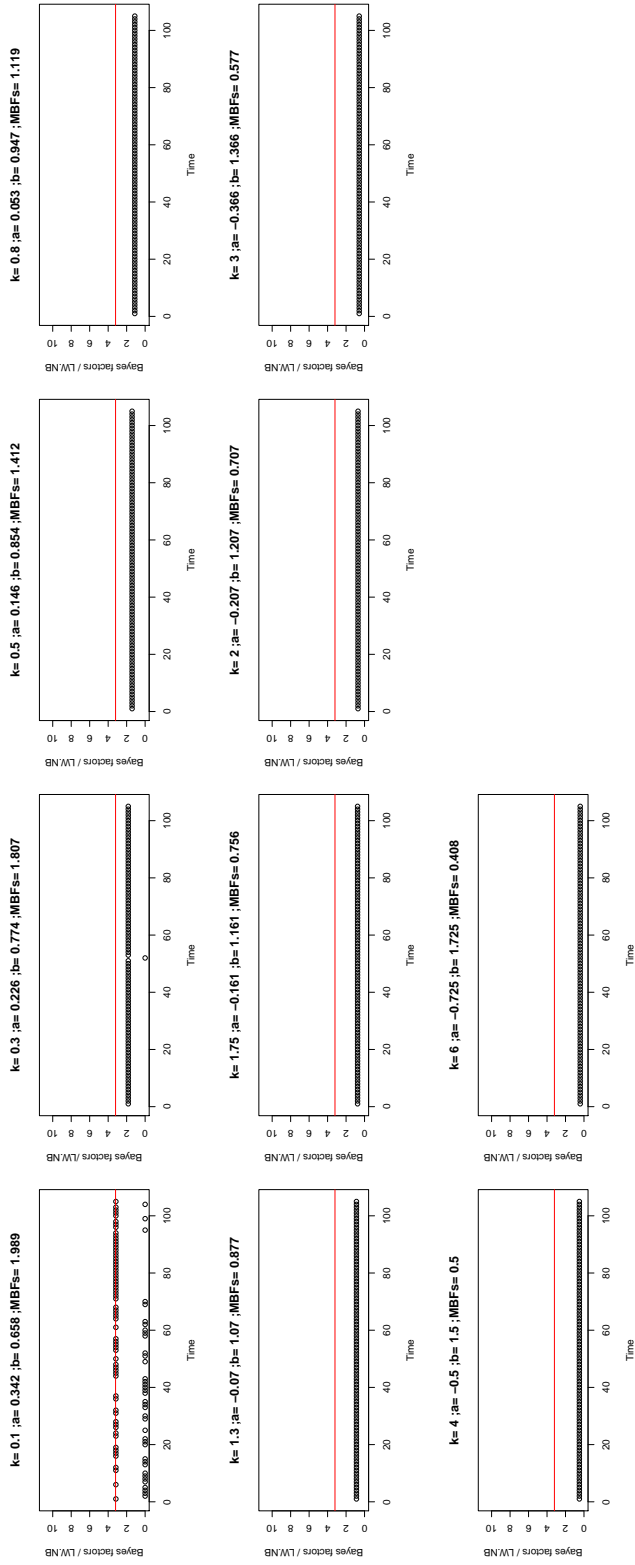 k= 0.1 ;a= 0.342 ;b= 0.658 ;MBFs= 1.989
Bayes factors / LW.NB
0 2 4 6 8 10
0 20 40 60 80 100
Time
k= 0.3 ;a= 0.226 ;b= 0.774 ;MBFs= 1.807
Bayes factors / LW.NB
0 2 4 6 8 10
0 20 40 60 80 100
Time
k= 0.5 ;a= 0.146 ;b= 0.854 ;MBFs= 1.412
Bayes factors / LW.NB
0 2 4 6 8 10
0 20 40 60 80 100
Time
k= 0.8 ;a= 0.053 ;b= 0.947 ;MBFs= 1.119
Bayes factors / LW.NB
0 2 4 6 8 10
0 20 40 60 80 100
Time
k= 1.3 ;a= −0.07 ;b= 1.07 ;MBFs= 0.877
Bayes factors / LW.NB
0 2 4 6 8 10
0 20 40 60 80 100
Time
k= 1.75 ;a= −0.161 ;b= 1.161 ;MBFs= 0.756
Bayes factors / LW.NB
0 2 4 6 8 10
0 20 40 60 80 100
Time
k= 2 ;a= −0.207 ;b= 1.207 ;MBFs= 0.707
Bayes factors / LW.NB
0 2 4 6 8 10
0 20 40 60 80 100
Time
k= 3 ;a= −0.366 ;b= 1.366 ;MBFs= 0.577
Bayes factors / LW.NB
0 2 4 6 8 10
0 20 40 60 80 100
Time
k= 4 ;a= −0.5 ;b= 1.5 ;MBFs= 0.5
Bayes factors / LW.NB
0 2 4 6 8 10
0 20 40 60 80 100
Time
k= 6 ;a= −0.725 ;b= 1.725 ;MBFs= 0.408
Bayes factors / LW.NB
0 2 4 6 8 10
0 20 40 60 80 100
Time